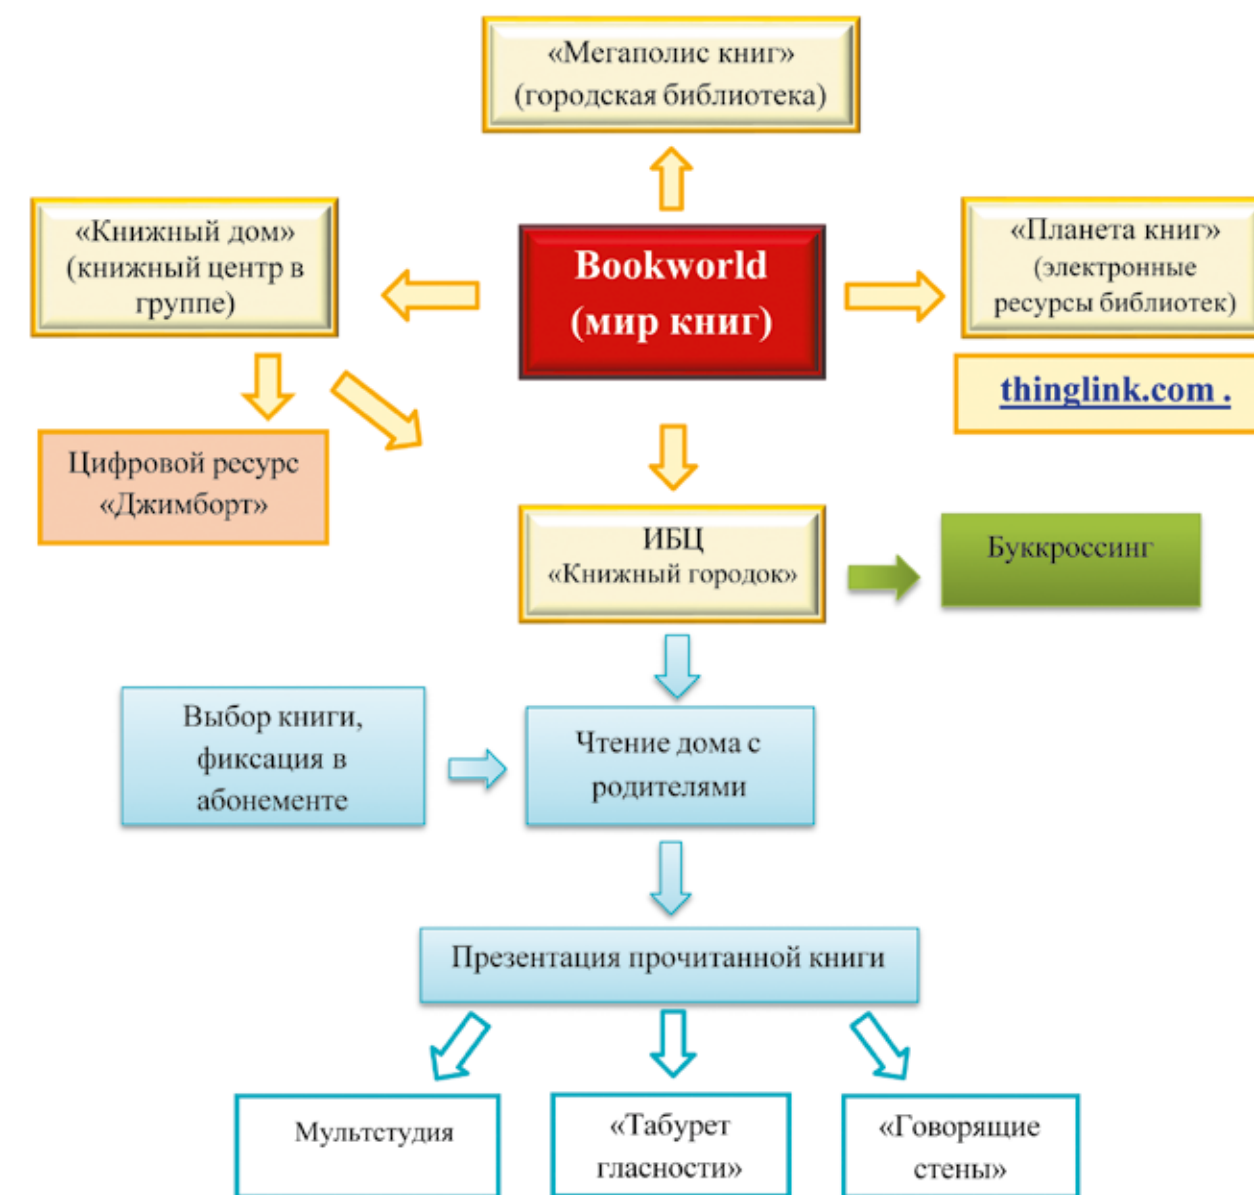 «Мегаполис книг»
(городская библиотека)
«Книжный дом»
(книжный центр в
группе)
Bookworld
(мир книг)
«Планета книг»
(электронные
ресурсы библиотек)
thinglink.com .
Цифровой ресурс
«Джимборт»
ИБЦ
«Книжный городок»
Буккроссинг
Выбор книги,
фиксация в
абонементе
Чтение дома с
родителями
Презентация прочитанной книги
Мультстудия
«Табурет
гласности»
«Говорящие
стены»